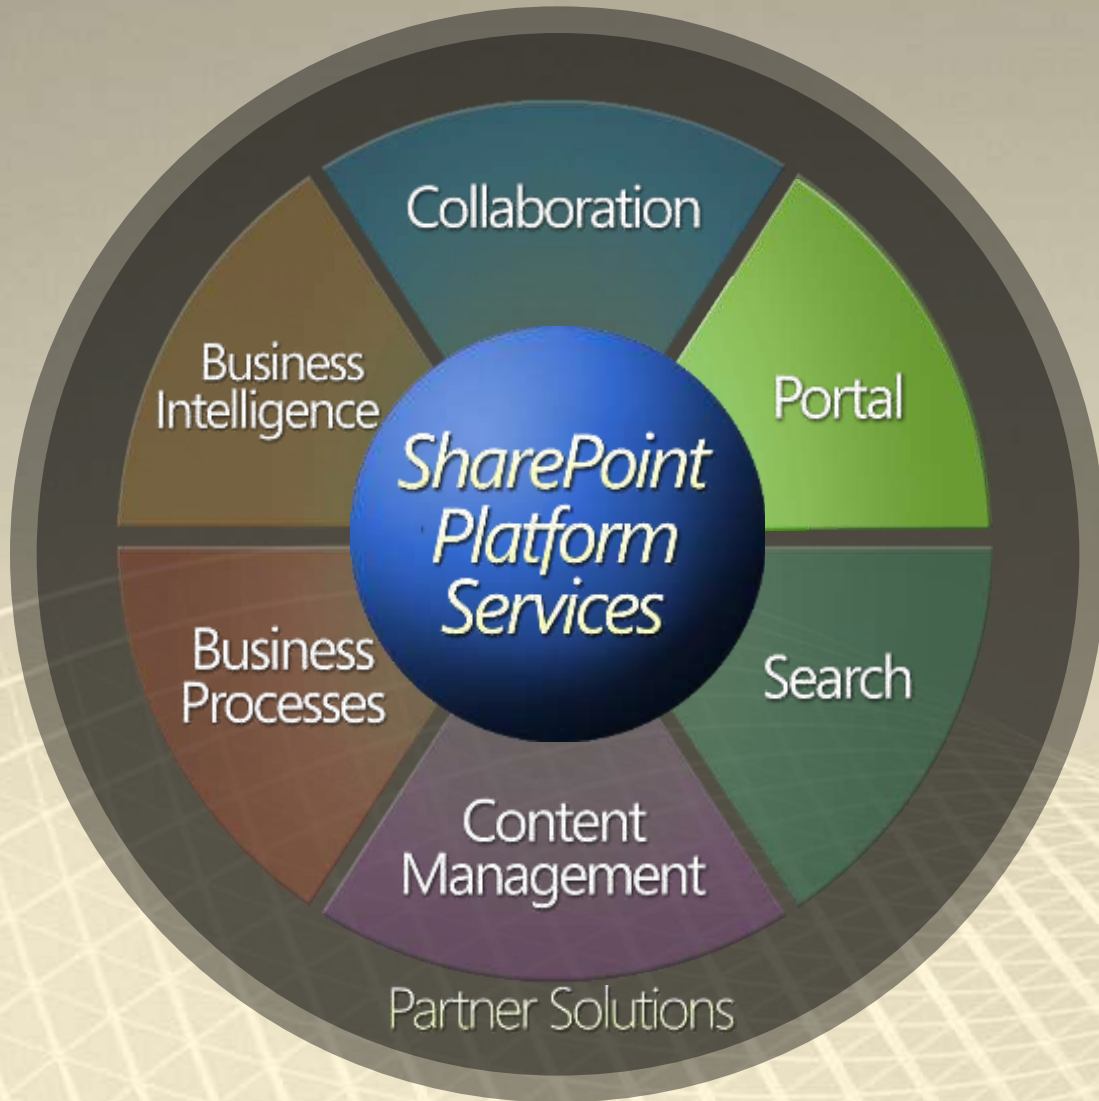 Collaboration
Portal
Search
Content
Management
Business
Processes
Business
Intelligence
SharePoint
Platform
Services
Partner Solutions